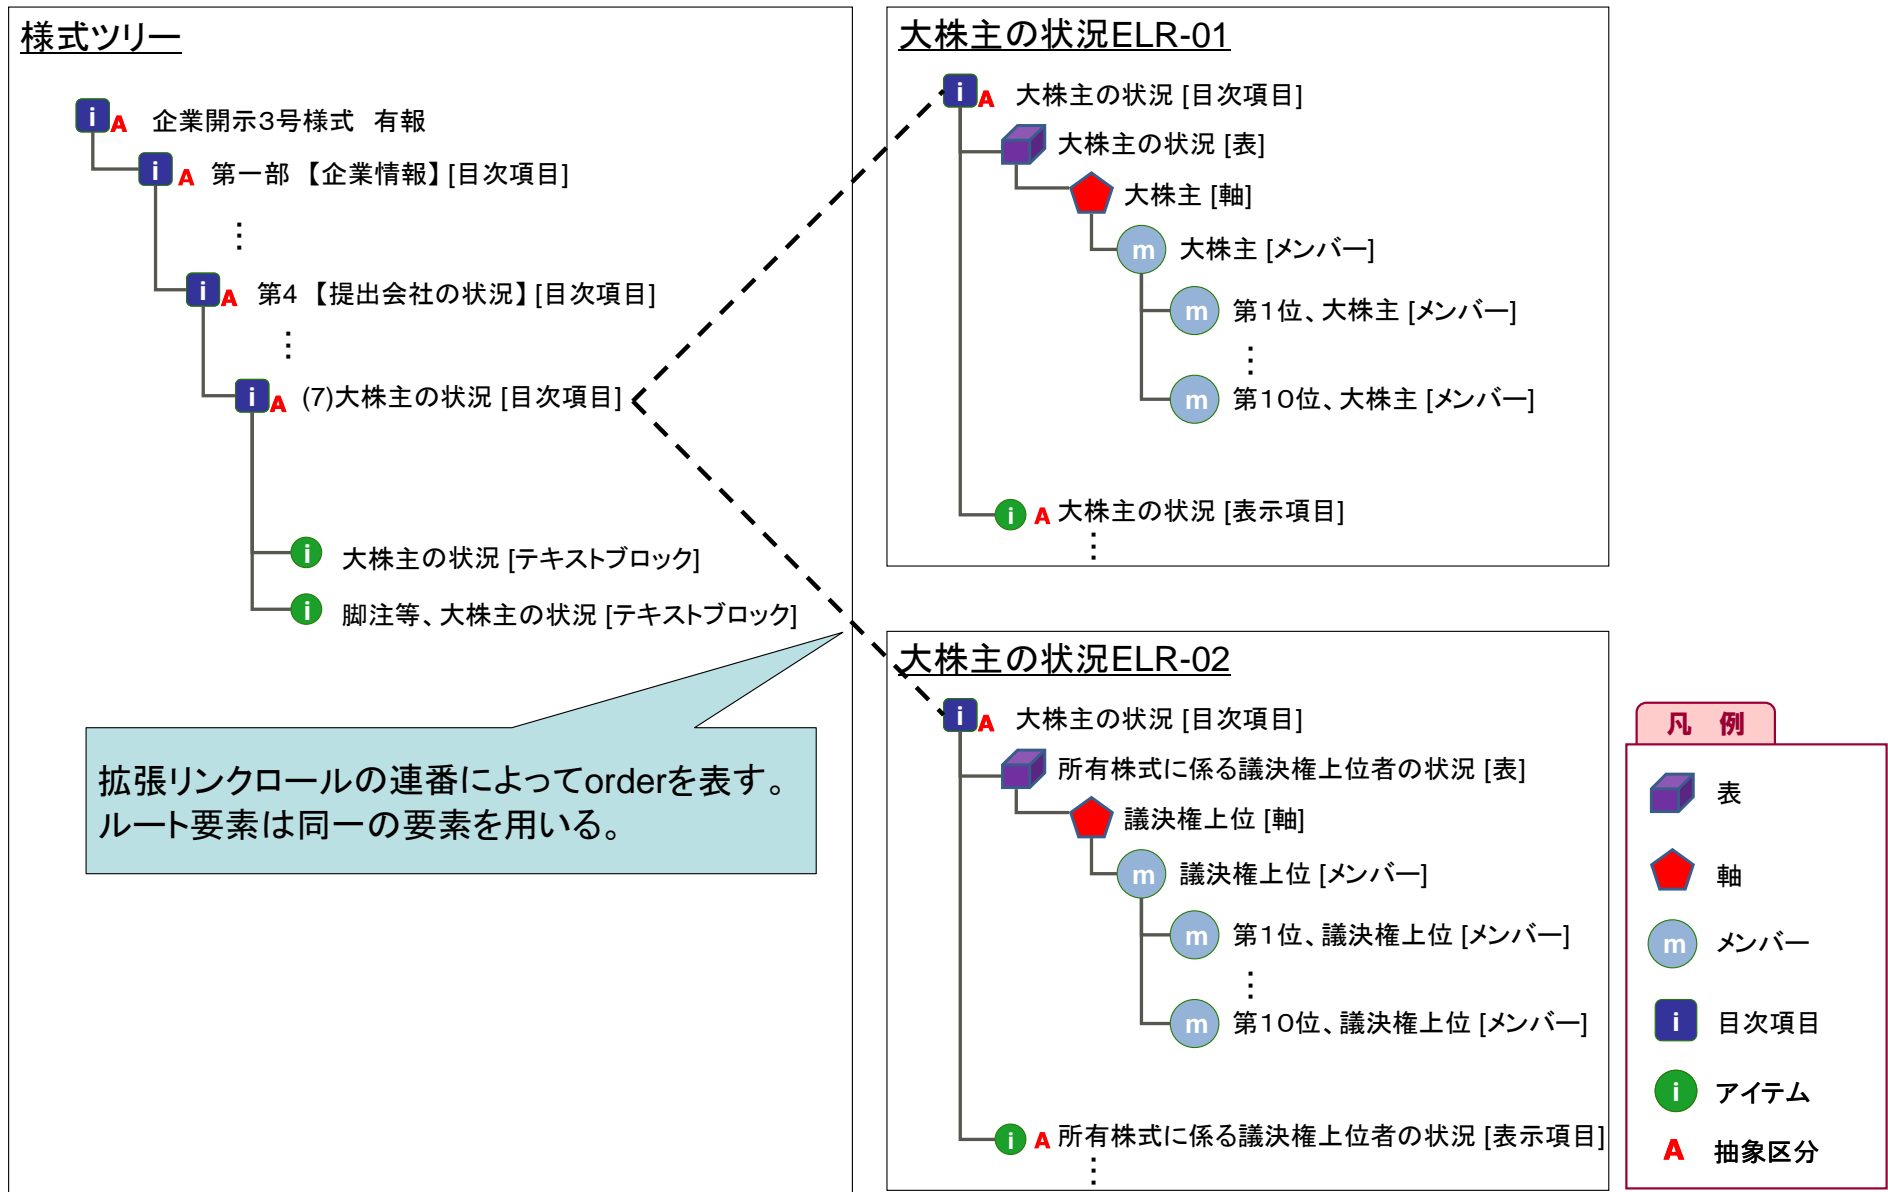 様式ツリー
i A 企業開示3号様式 有報
i A 第一部 【企業情報】 [目次項目]
⋮
i A 第4 【提出会社の状況】 [目次項目]
⋮
i A (7)大株主の状況 [目次項目]
i 大株主の状況 [テキストブロック]
i 脚注等、大株主の状況 [テキストブロック]
拡張リンクロールの連番によってorderを表す。
ルート要素は同一の要素を用いる。
大株主の状況ELR-01
i A 大株主の状況 [目次項目]
大株主の状況 [表]
大株主 [軸]
m 大株主 [メンバー]
m 第1位、大株主 [メンバー]
⋮
m 第10位、大株主 [メンバー]
i A 大株主の状況 [表示項目]
⋮
大株主の状況ELR-02
i A 大株主の状況 [目次項目]
所有株式に係る議決権上位者の状況 [表]
議決権上位 [軸]
m 議決権上位 [メンバー]
m 第1位、議決権上位 [メンバー]
⋮
m 第10位、議決権上位 [メンバー]
i A 所有株式に係る議決権上位者の状況 [表示項目]
⋮
凡 例
表
軸
m メンバー
i 目次項目
i アイテム
A 抽象区分